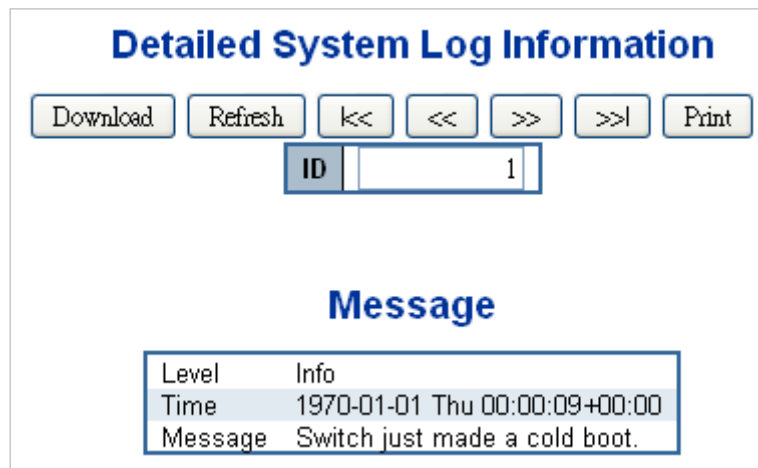 Detailed System Log Information
Download Refresh |<< << >> >>| Print
ID 1
Message
Level Info
Time 1970-01-01 Thu 00:00:09+00:00
Message Switch just made a cold boot.